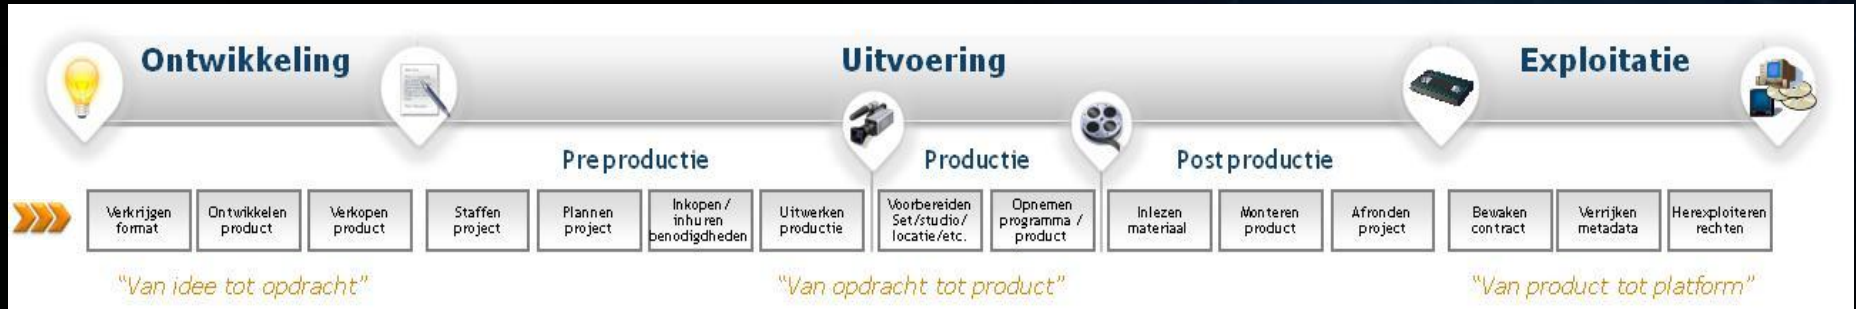 Ontwikkeling
Uitvoering
Exploitatie
Preproductie
Productie
Postproductie
Verkrijgen
format
Ontwikkelen
product
Verkopen
product
Staffen
project
Plannen
project
Inkopen /
inhuren
benodigdheden
Uitwerken
productie
Voorbereiden
Set/studio/
locatie/etc.
Opnemen
programma /
product
Inlezen
materiaal
Monteren
product
Afronden
project
Bewaken
contract
Verrijken
metadata
Herexploiteren
rechten
"Van idee tot opdracht"
"Van opdracht tot product"
"Van product tot platform"